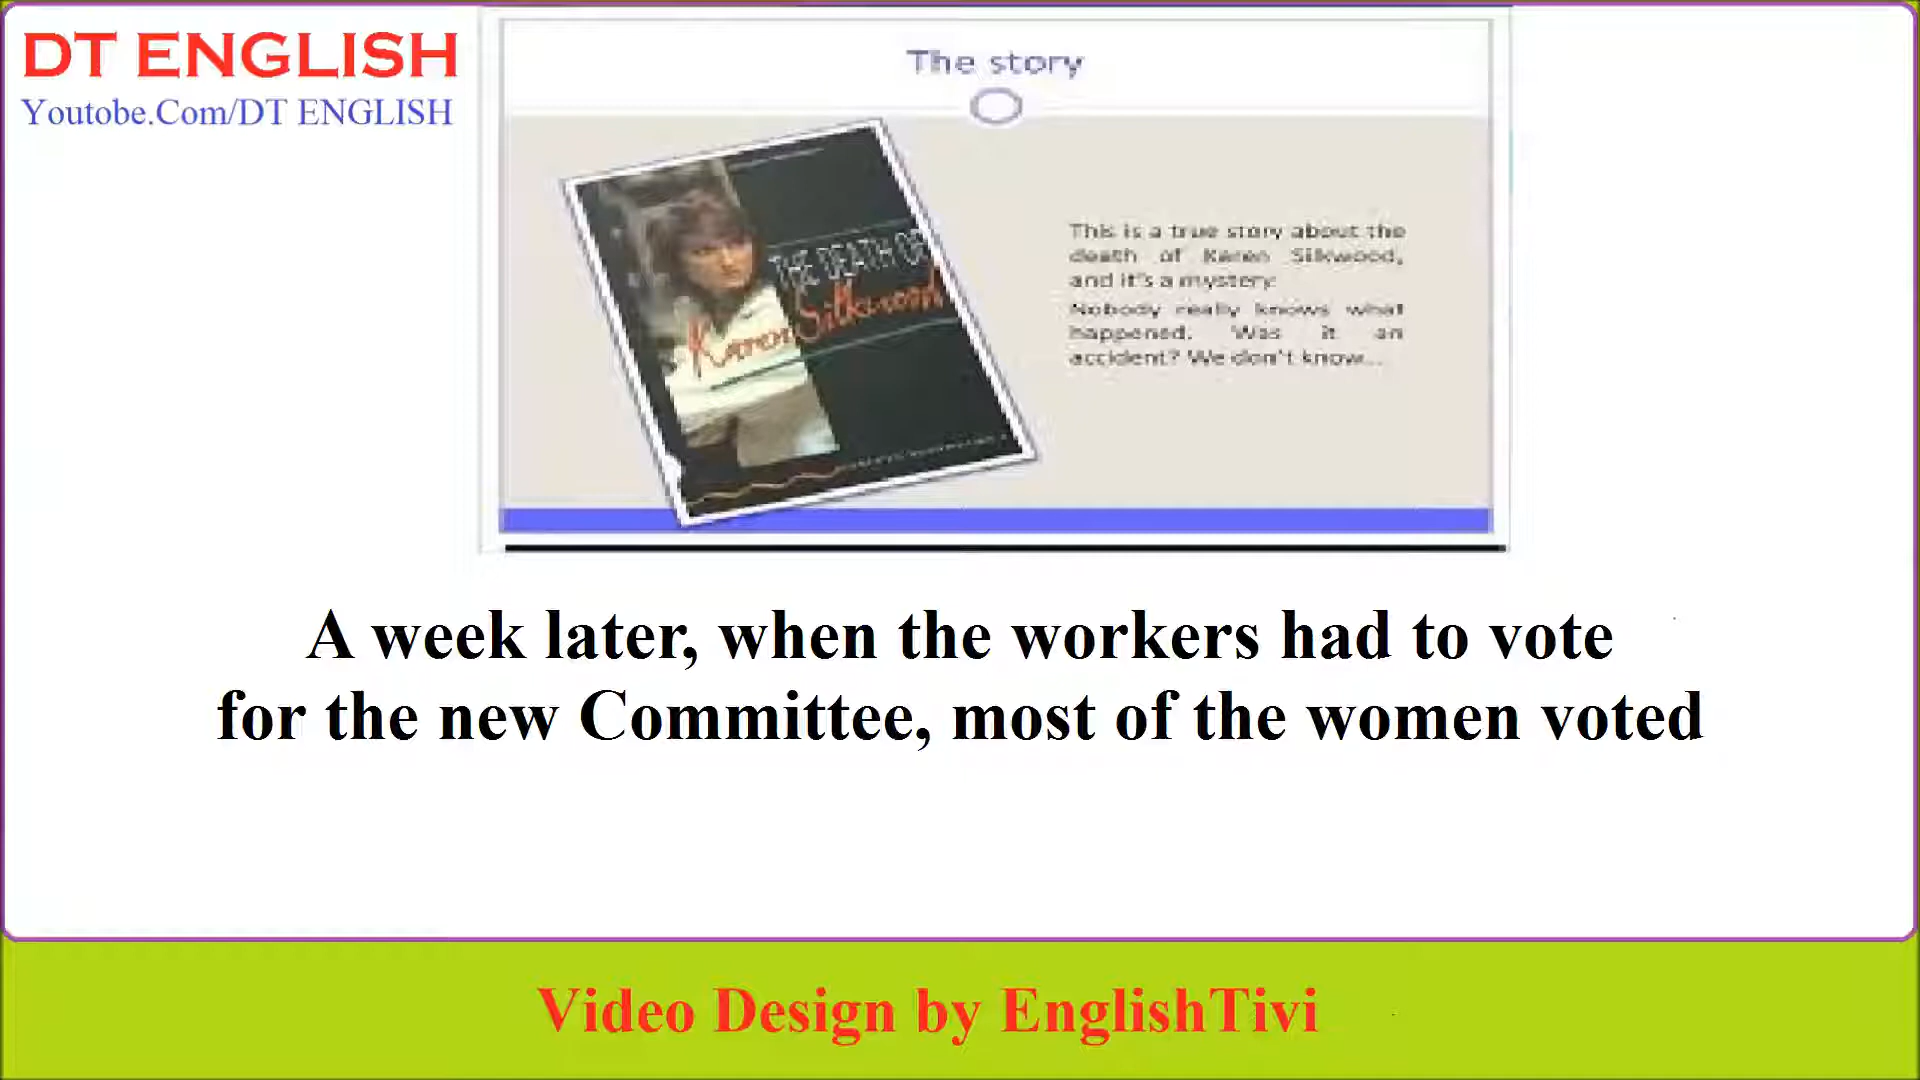 DT ENGLISH
Youtobe.Com/DT ENGLISH
The story
THE DEATH OF
Karen Silkwood
This is a true story about the
death of Karen Silkwood,
and it's a mystery
Nobody really knows what
happened. Was it an
accident? We don't know...
A week later, when the workers had to vote
for the new Committee, most of the women voted
Video Design by EnglishTivi